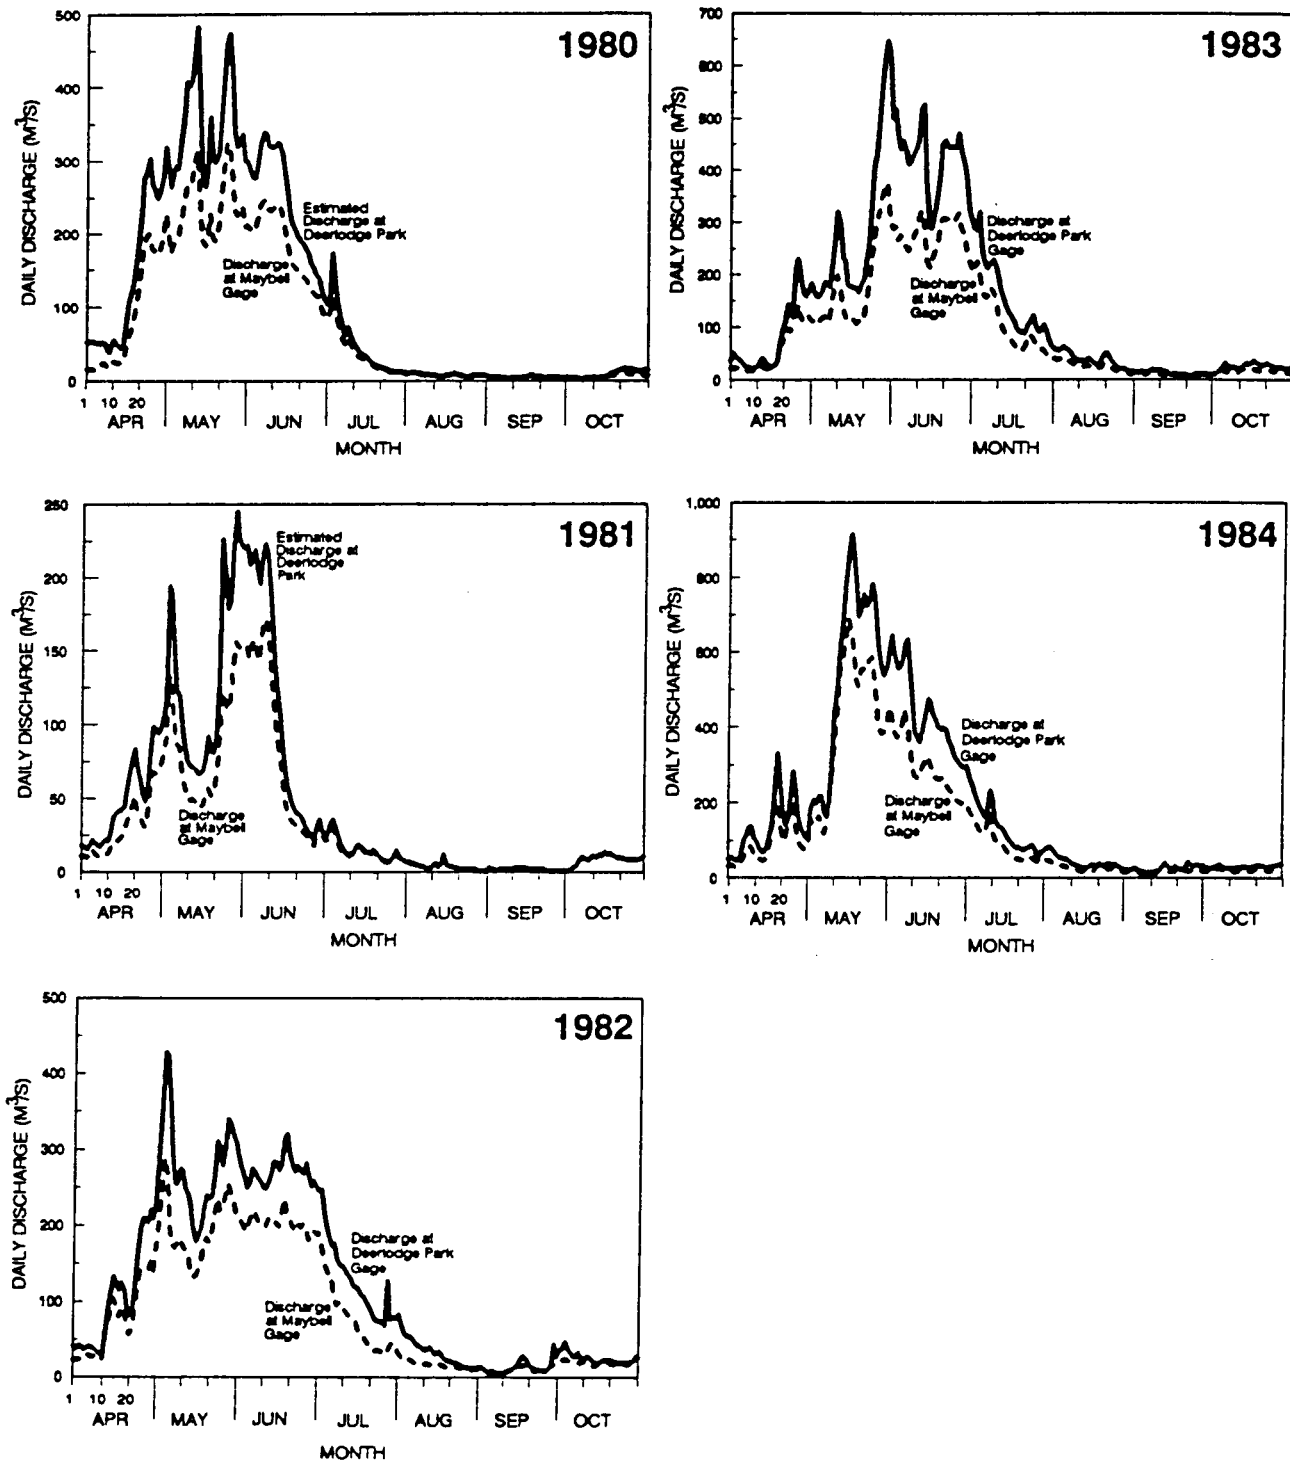 1980
DAILY DISCHARGE (M³/S)
500
400
300
200
100
0
Estimated
Discharge at
Deerlodge Park
Discharge
at Maybell
Gage
1 10 20
APR MAY JUN JUL AUG SEP OCT
MONTH
1983
DAILY DISCHARGE (M³/S)
700
600
500
400
300
200
100
0
Discharge at
Deerlodge Park
Gage
Discharge
at Maybell
Gage
1 10 20
APR MAY JUN JUL AUG SEP OCT
MONTH
1981
DAILY DISCHARGE (M³/S)
250
200
150
100
50
0
Estimated
Discharge at
Deerlodge
Park
Discharge
at Maybell
Gage
1 10 20
APR MAY JUN JUL AUG SEP OCT
MONTH
1984
DAILY DISCHARGE (M³/S)
1,000
800
600
400
200
0
Discharge at
Deerlodge Park
Gage
Discharge
at Maybell
Gage
1 10 20
APR MAY JUN JUL AUG SEP OCT
MONTH
1982
DAILY DISCHARGE (M³/S)
500
400
300
200
100
0
Discharge at
Deerlodge Park
Gage
Discharge
at Maybell
Gage
1 10 20
APR MAY JUN JUL AUG SEP OCT
MONTH